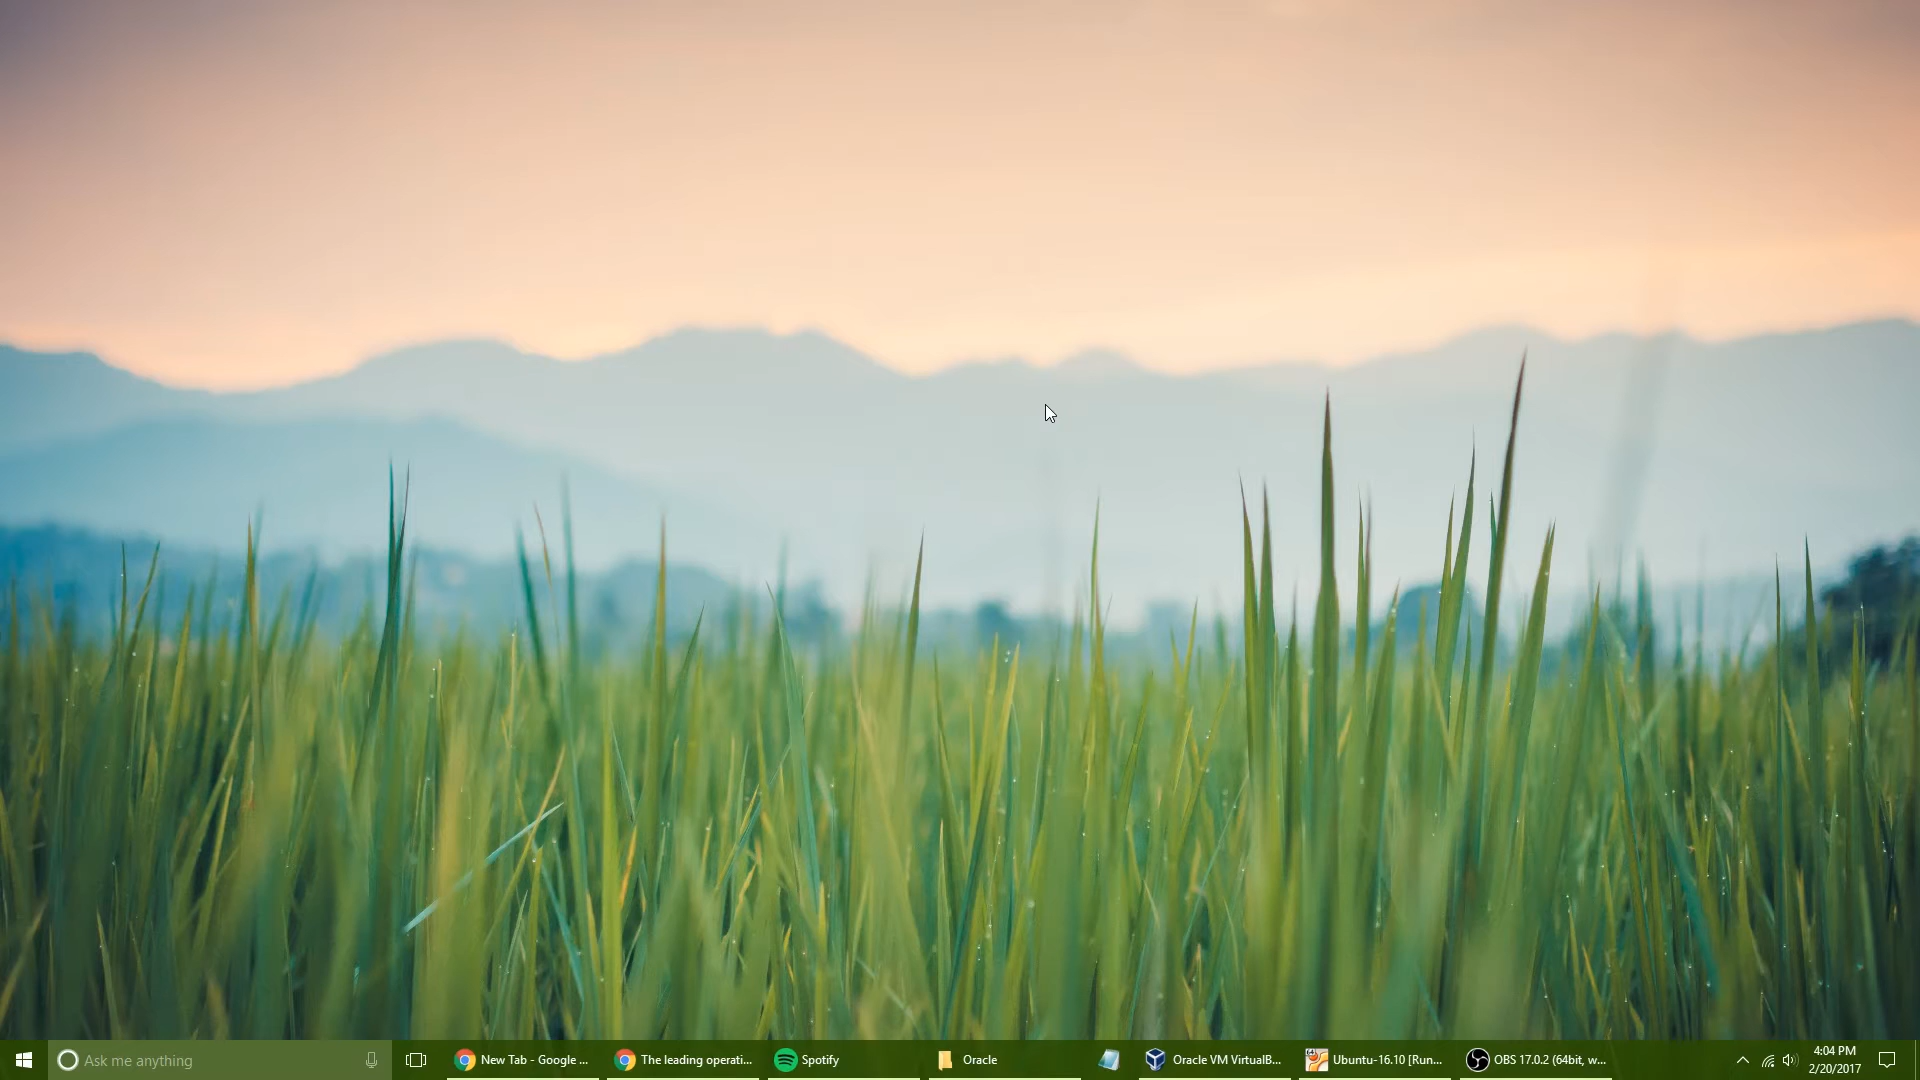 Ask me anything
New Tab - Google ...
The leading operati...
Spotify
Oracle
Oracle VM VirtualB...
64
Ubuntu-16.10 [Run...
OBS 17.0.2 (64bit, w...
4:04 PM
2/20/2017